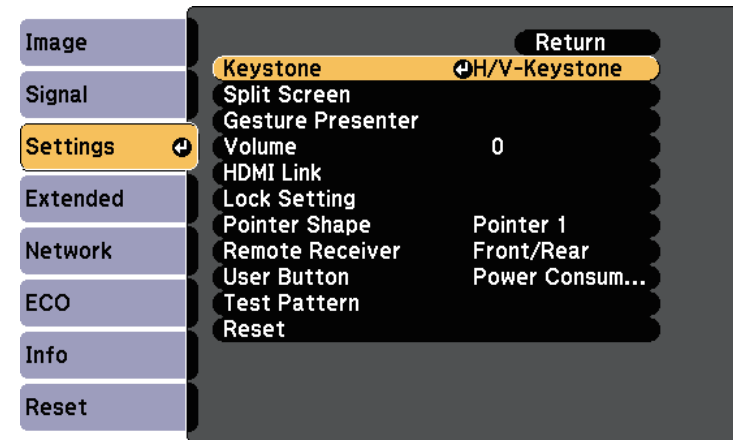 Image
Signal
Settings
Extended
Network
ECO
Info
Reset
Return
Keystone H/V-Keystone
Split Screen
Gesture Presenter
Volume 0
HDMI Link
Lock Setting
Pointer Shape Pointer 1
Remote Receiver Front/Rear
User Button Power Consum...
Test Pattern
Reset